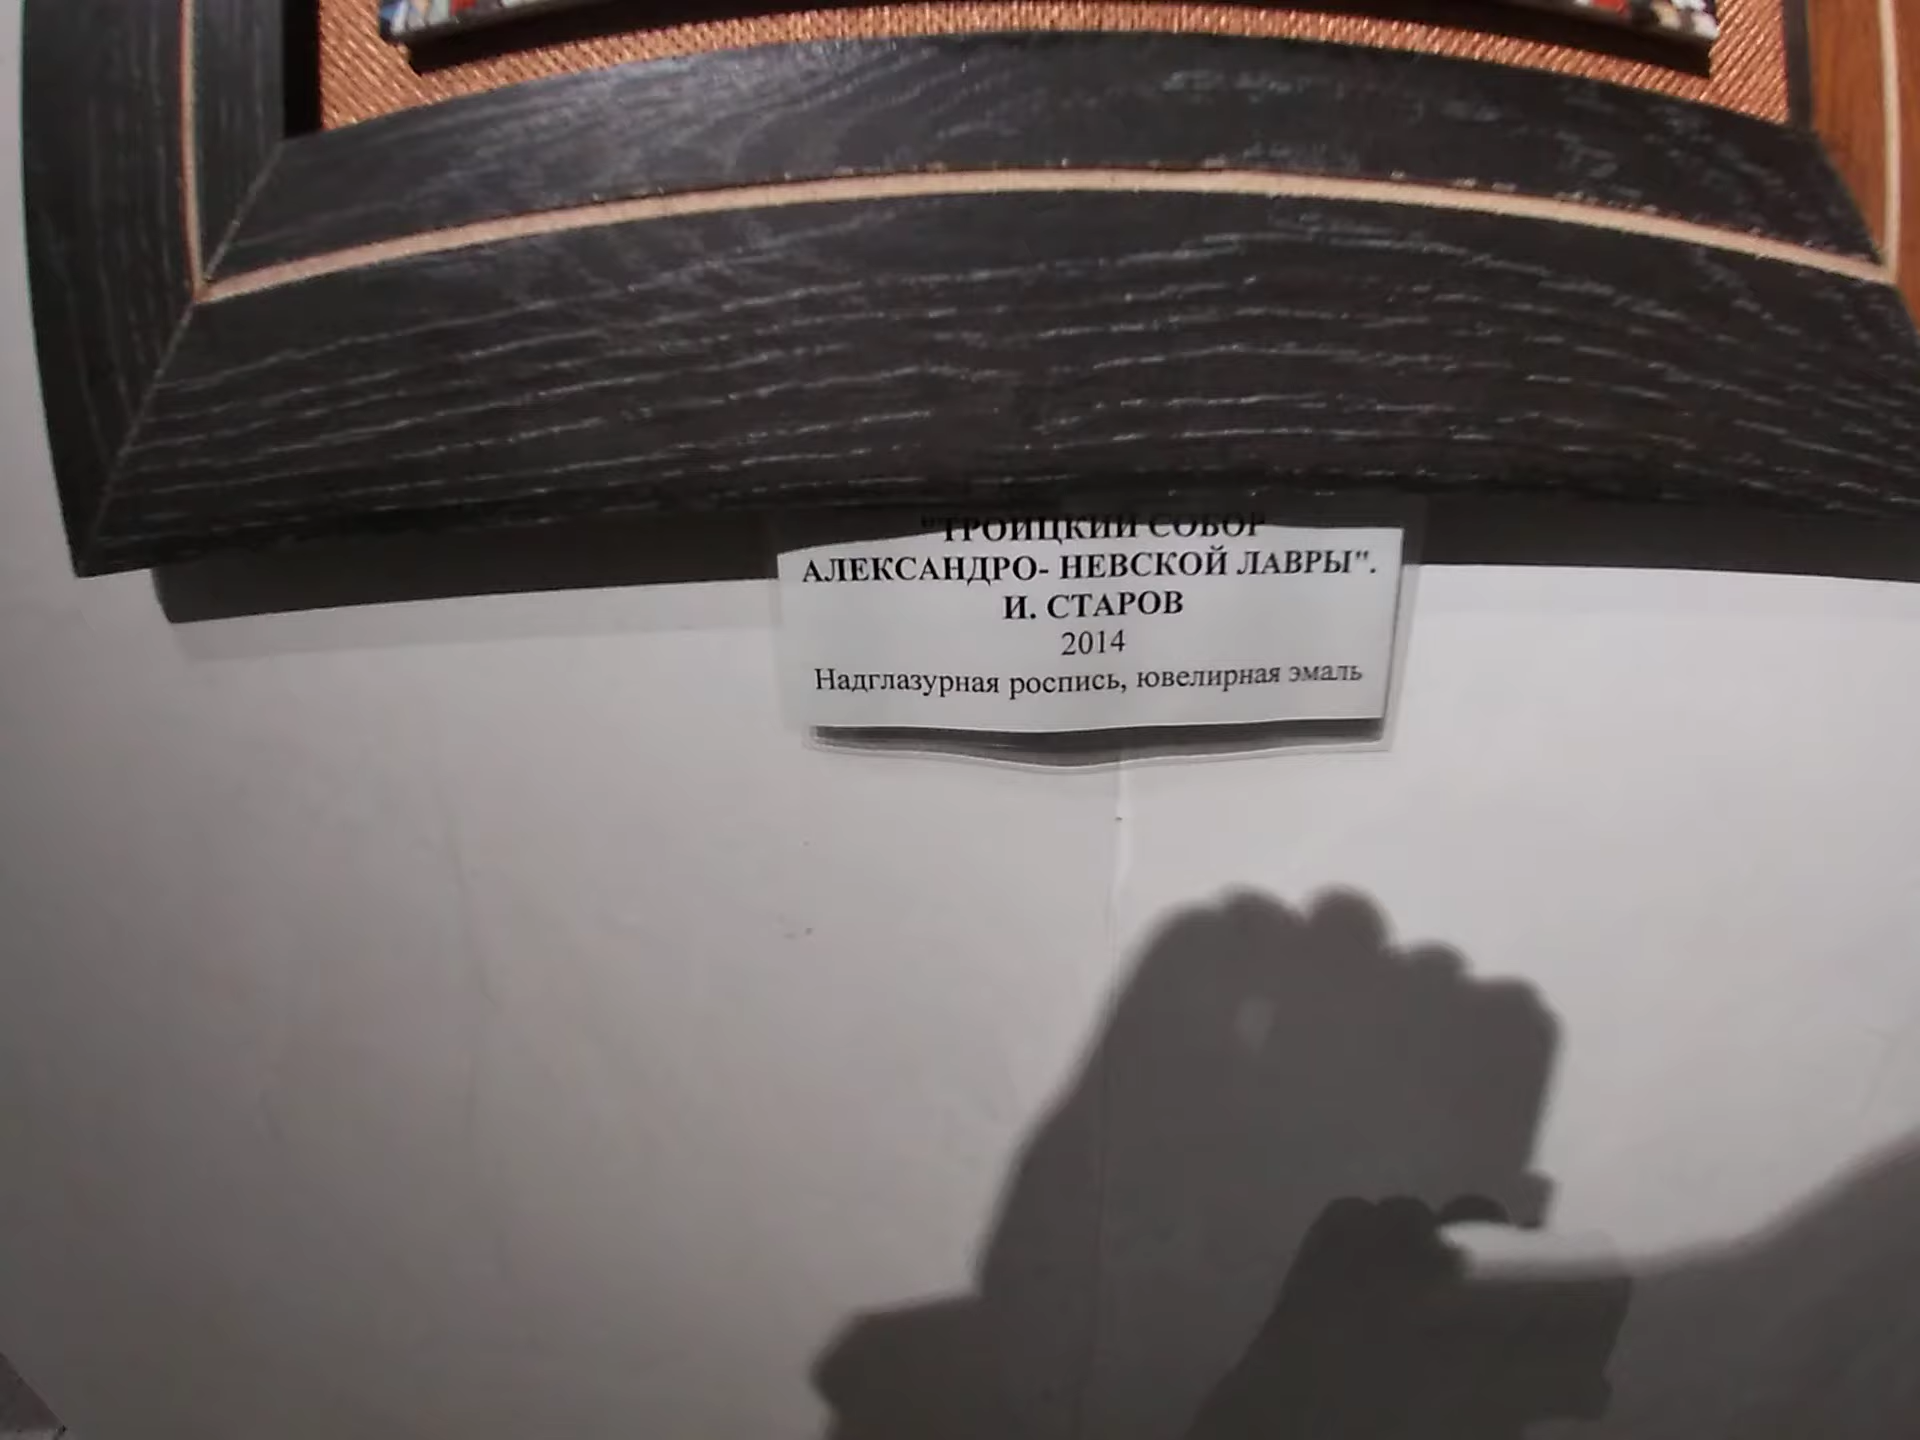 "ТРОИЦКИЙ СОБОР
АЛЕКСАНДРО- НЕВСКОЙ ЛАВРЫ".
И. СТАРОВ
2014
Надглазурная роспись, ювелирная эмаль